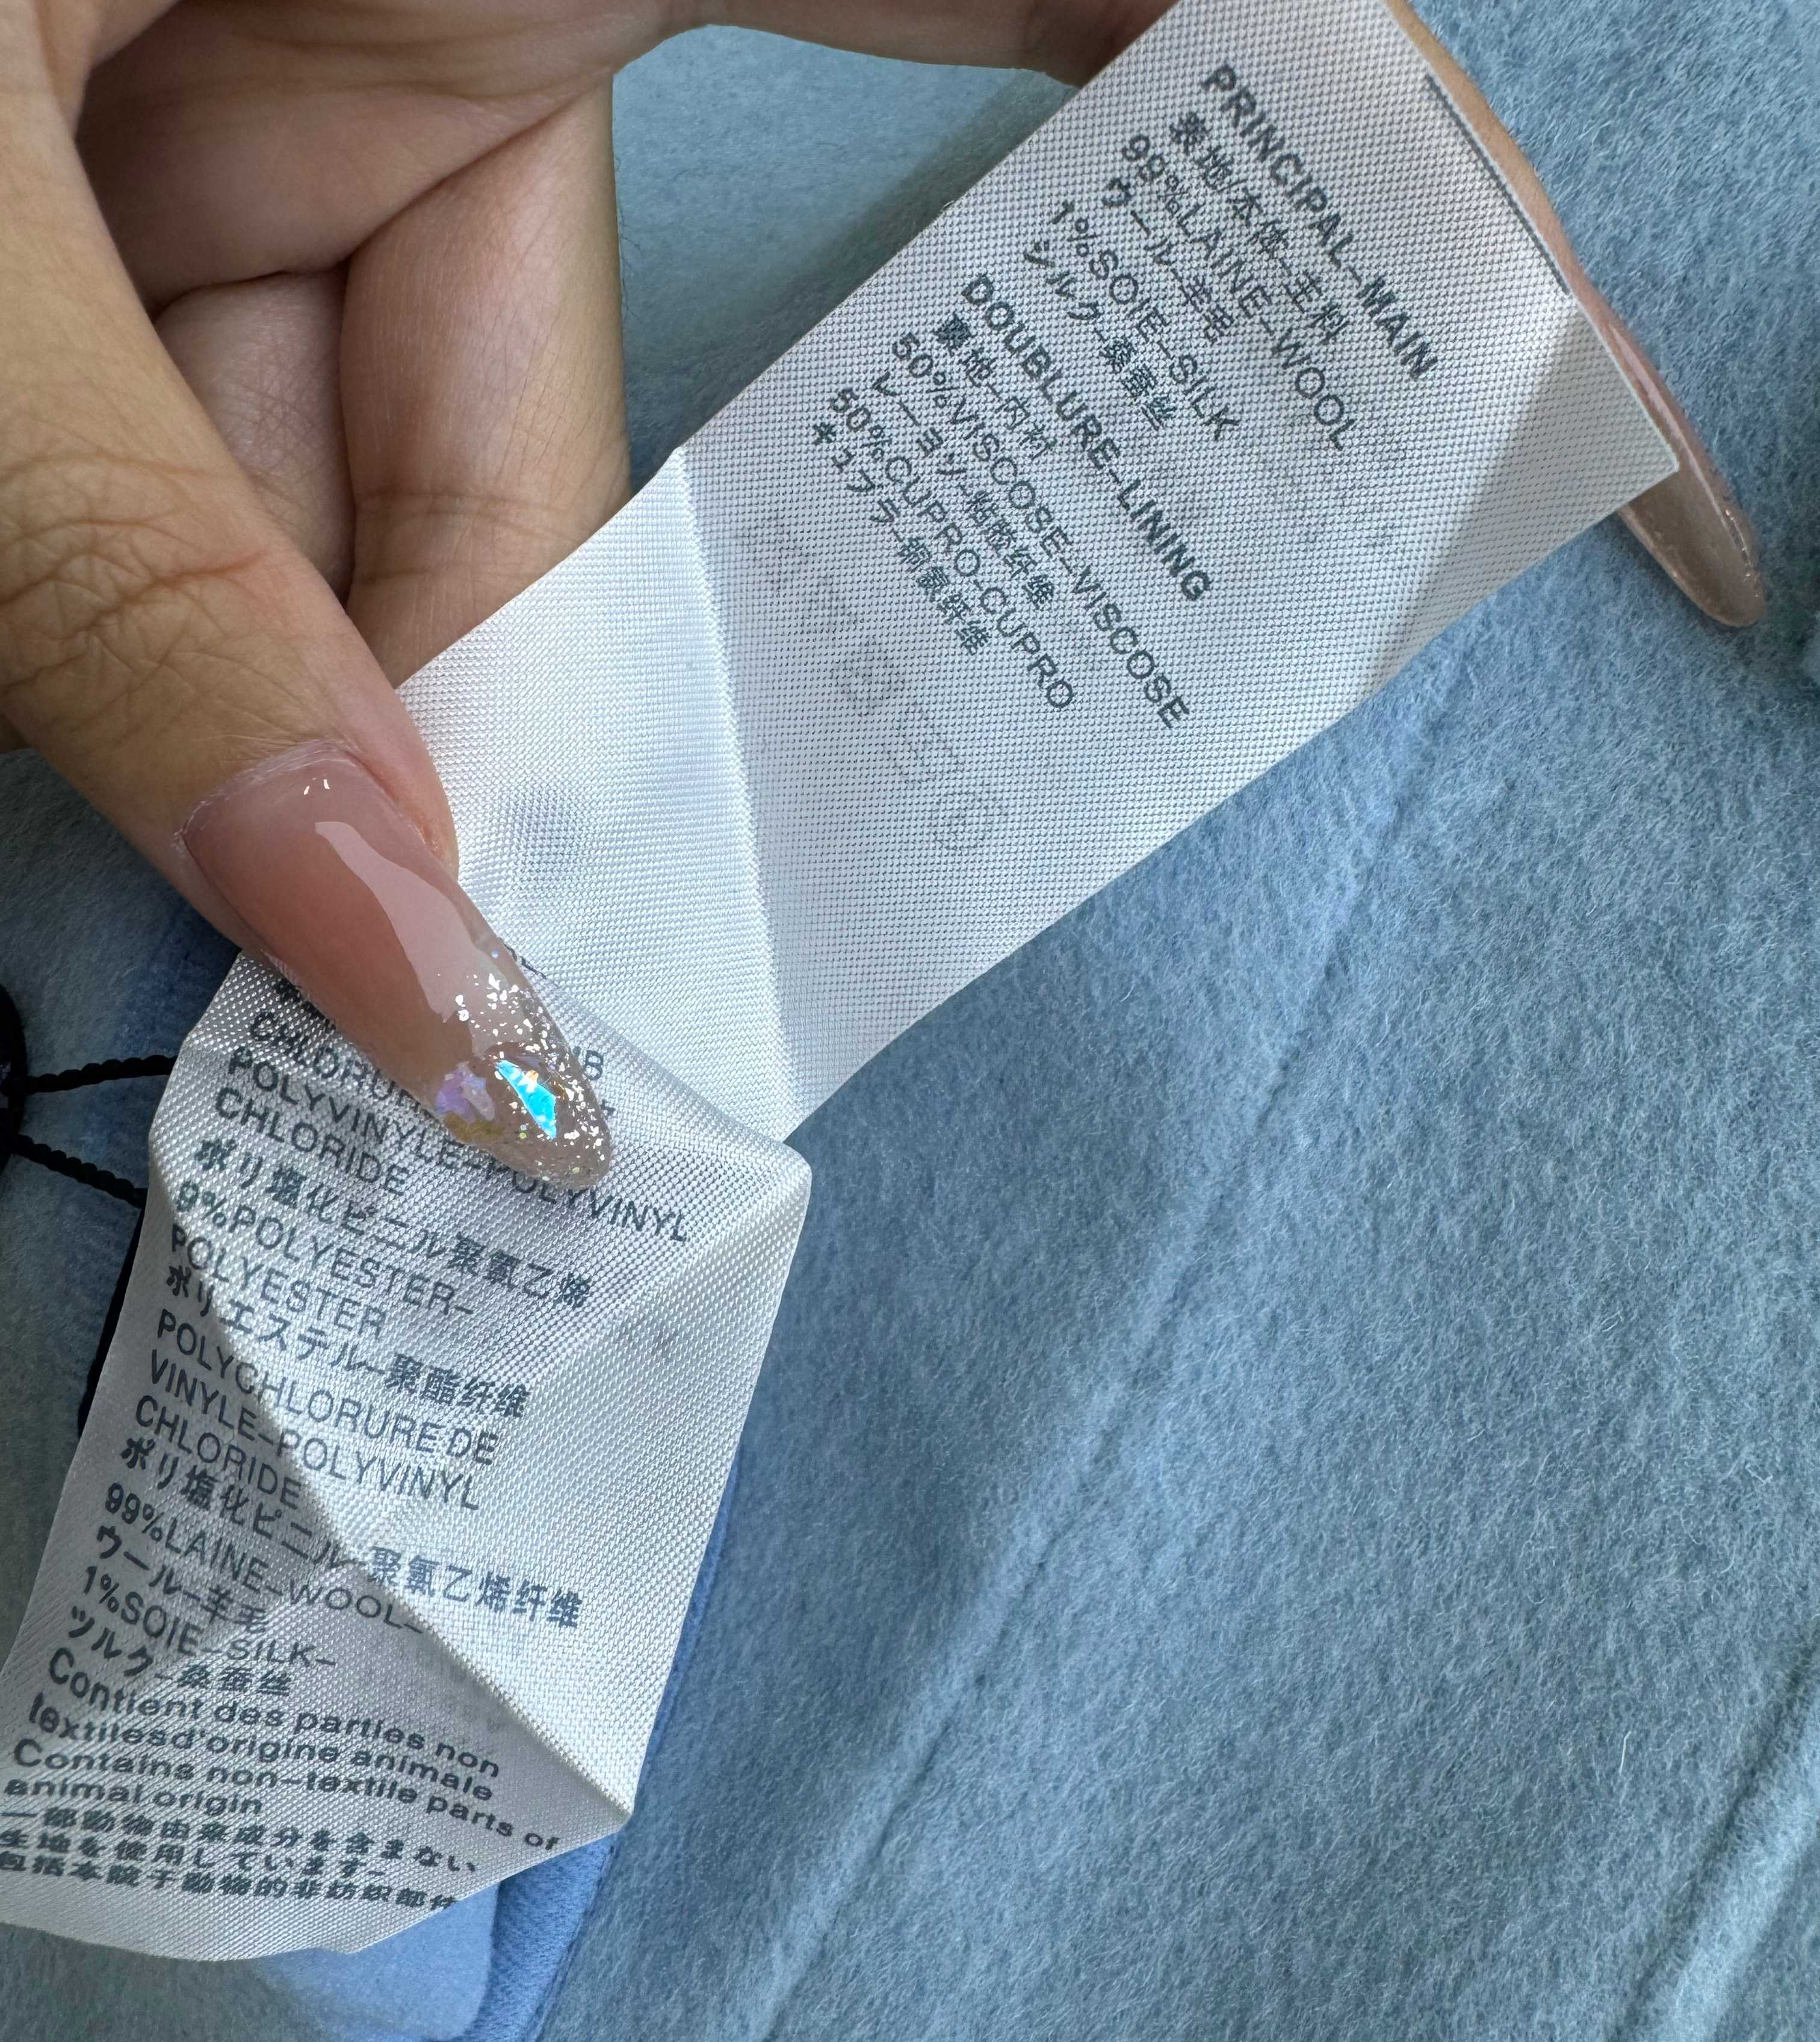 PRINCIPAL-MAIN
表地/本体-主料
99%LAINE-WOOL
ウール-羊毛
1%SOIE-SILK
シルク-桑蚕丝
DOUBLURE-LINING
裏地-内衬
50%VISCOSE-VISCOSE
レーヨン-粘胶纤维
50%CUPRO-CUPRO
キュプラ-铜氨纤维
POLYVINYLE-POLYVINYL
CHLORIDE
ポリ塩化ビニル聚氯乙烯
9%POLYESTER-
POLYESTER
ポリエステル-聚酯纤维
POLYCHLORURE DE
VINYLE-POLYVINYL
CHLORIDE
ポリ塩化ビニル-聚氯乙烯纤维
99%LAINE-WOOL-
ウール-羊毛
1%SOIE-SILK-
ツルク-桑蚕丝
Contient des parties non
textilesd'origine animale
Contains non-textile parts of
animal origin
一部動物由来成分を含まない
生地を使用しています-
包括本院于動物的非纺织部件